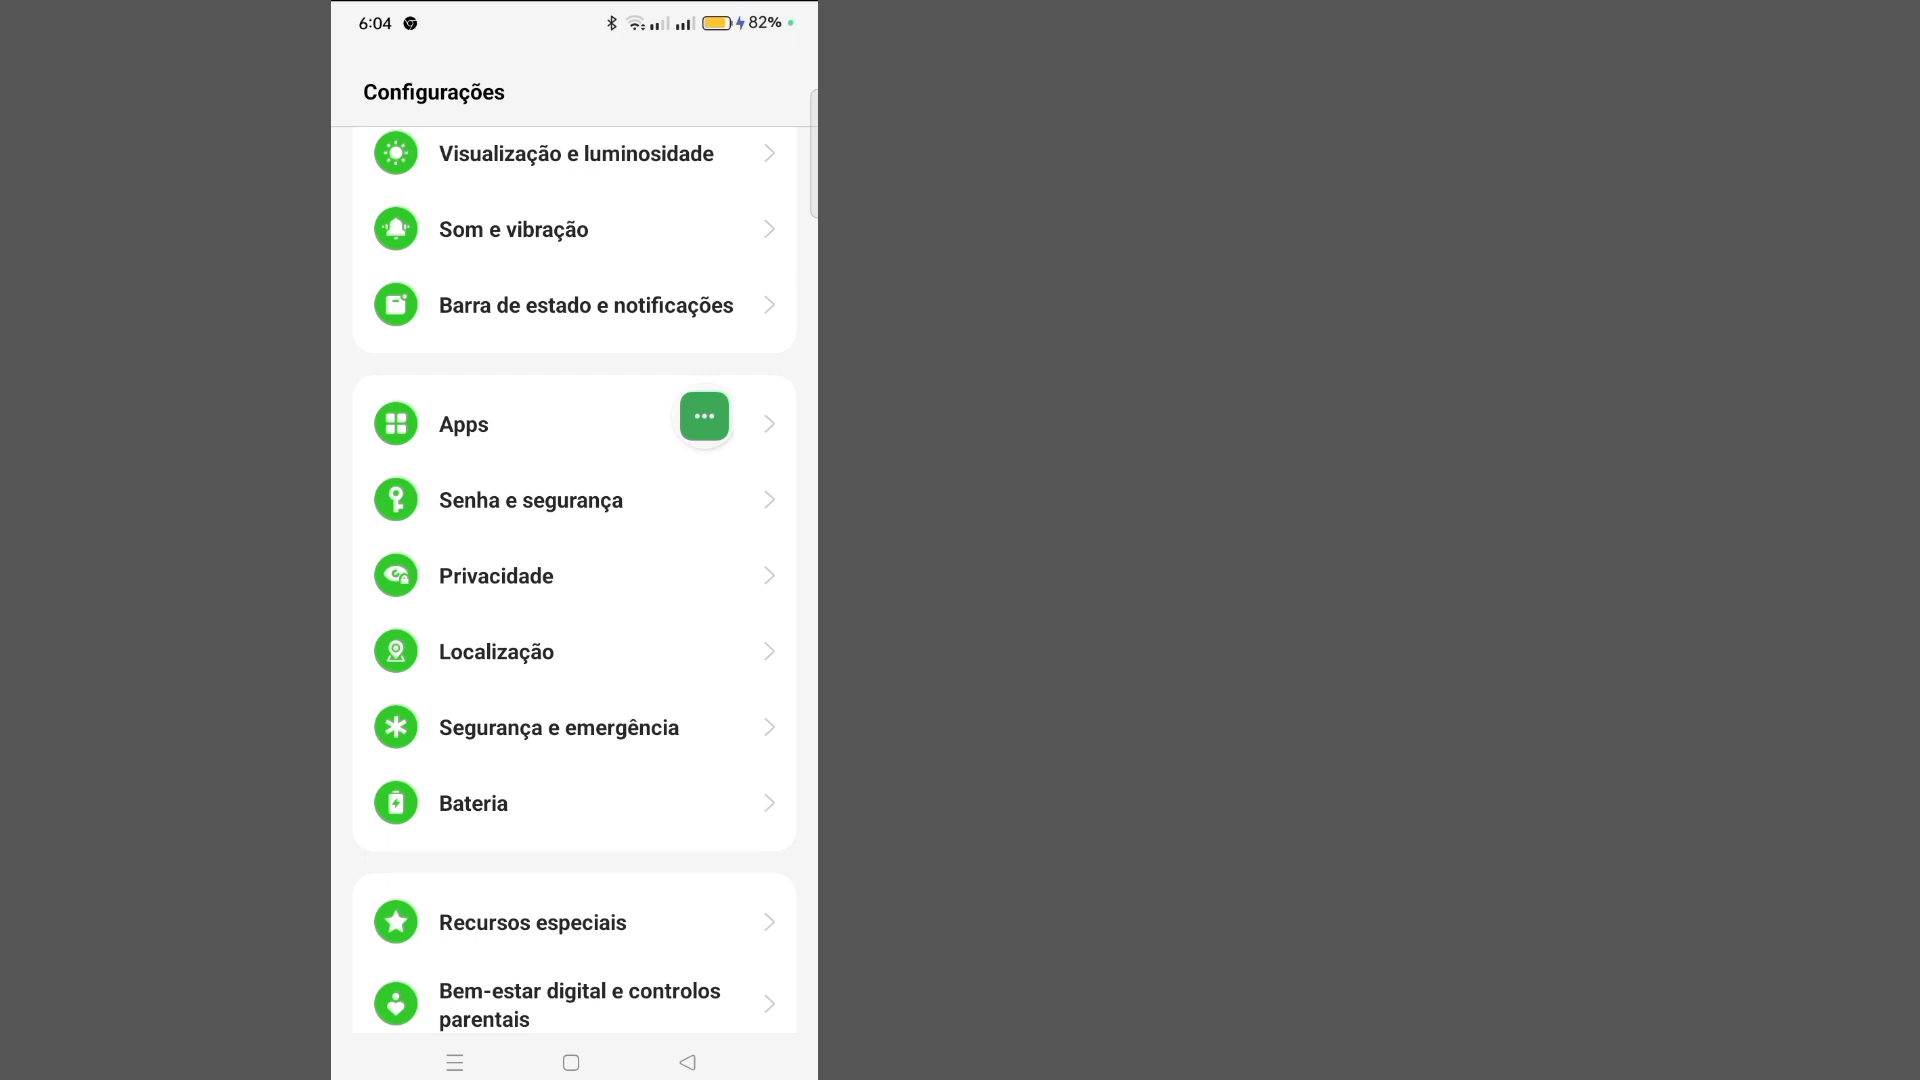 6:04 82%
Configurações
Visualização e luminosidade
Som e vibração
Barra de estado e notificações
Apps
Senha e segurança
Privacidade
Localização
Segurança e emergência
Bateria
Recursos especiais
Bem-estar digital e controlos
parentais